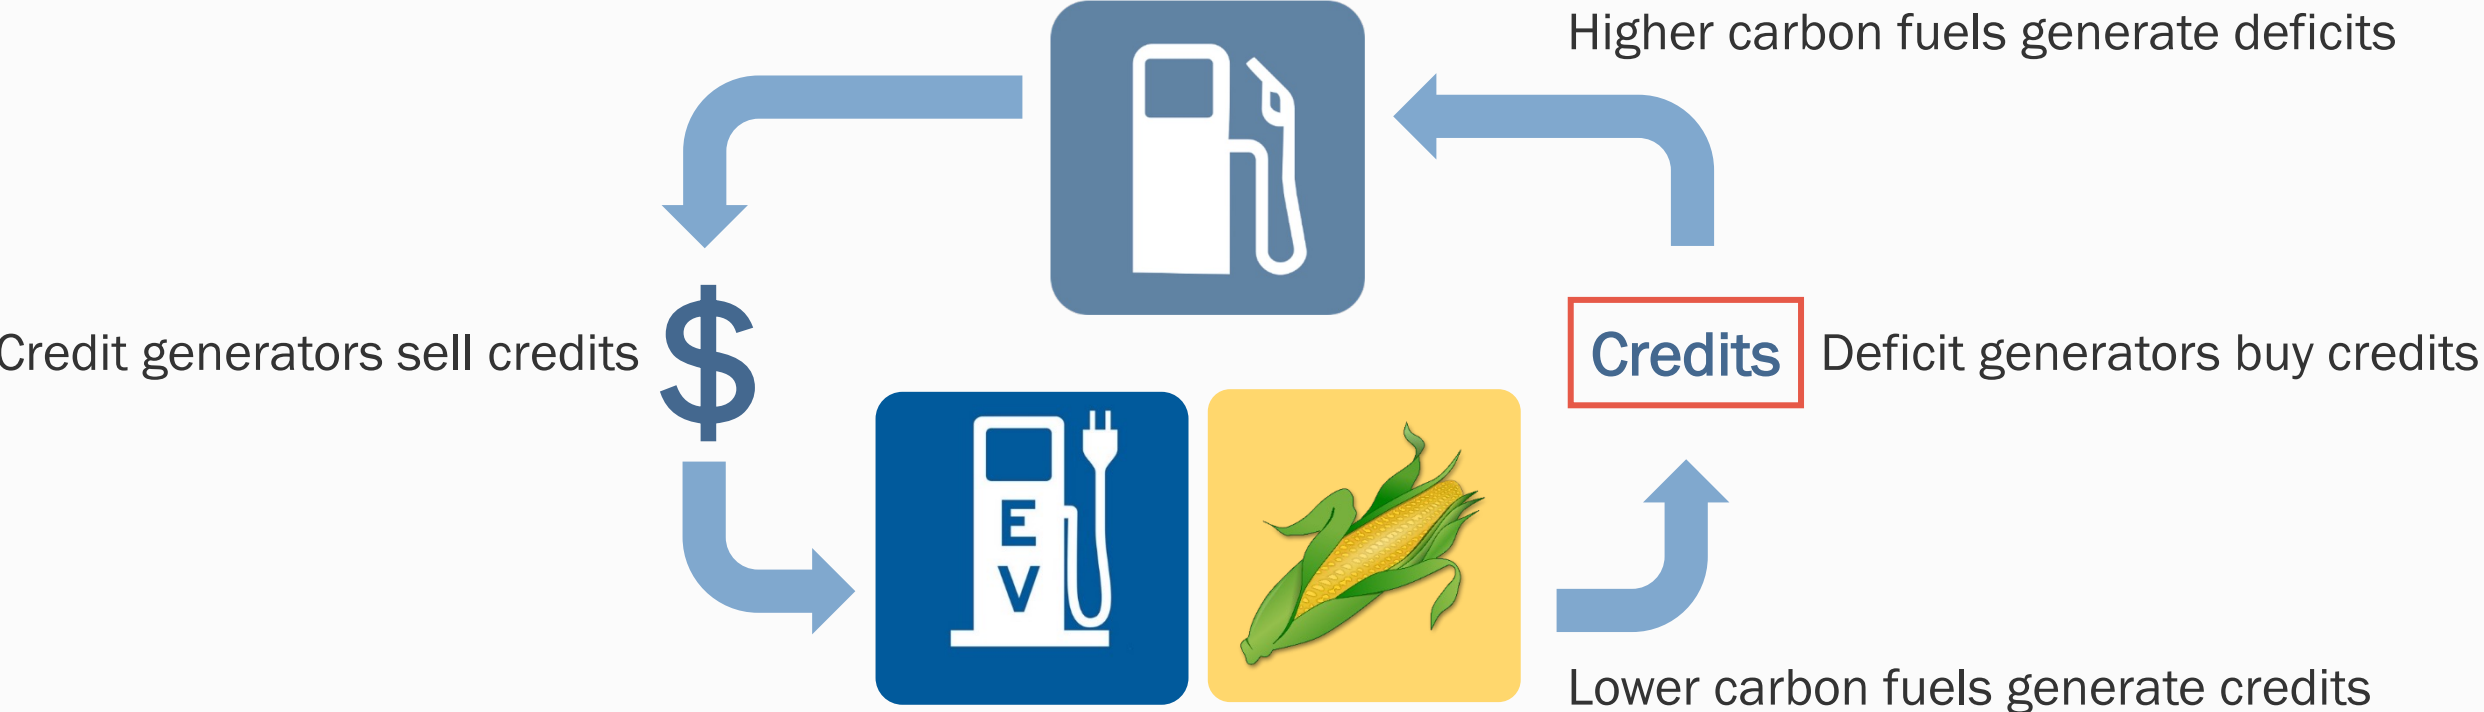 Higher carbon fuels generate deficits
Credit generators sell credits
$
Credits
Deficit generators buy credits
E
V
Lower carbon fuels generate credits